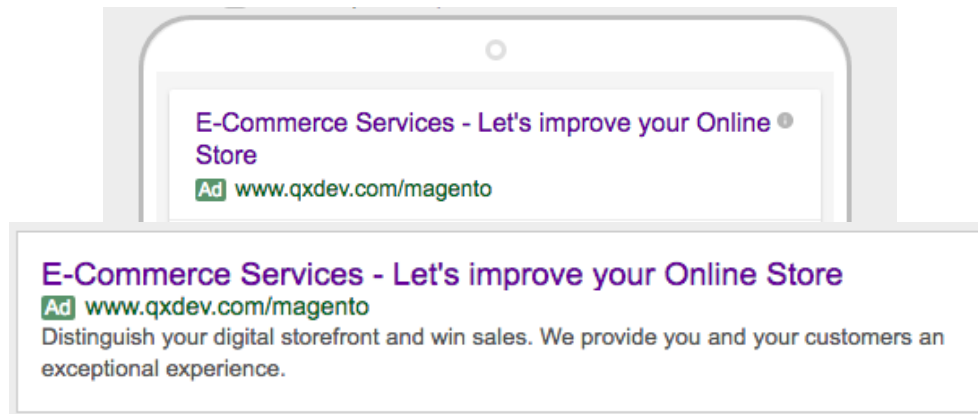 E-Commerce Services - Let's improve your Online
Store
Ad www.qxdev.com/magento
E-Commerce Services - Let's improve your Online Store
Ad www.qxdev.com/magento
Distinguish your digital storefront and win sales. We provide you and your customers an
exceptional experience.